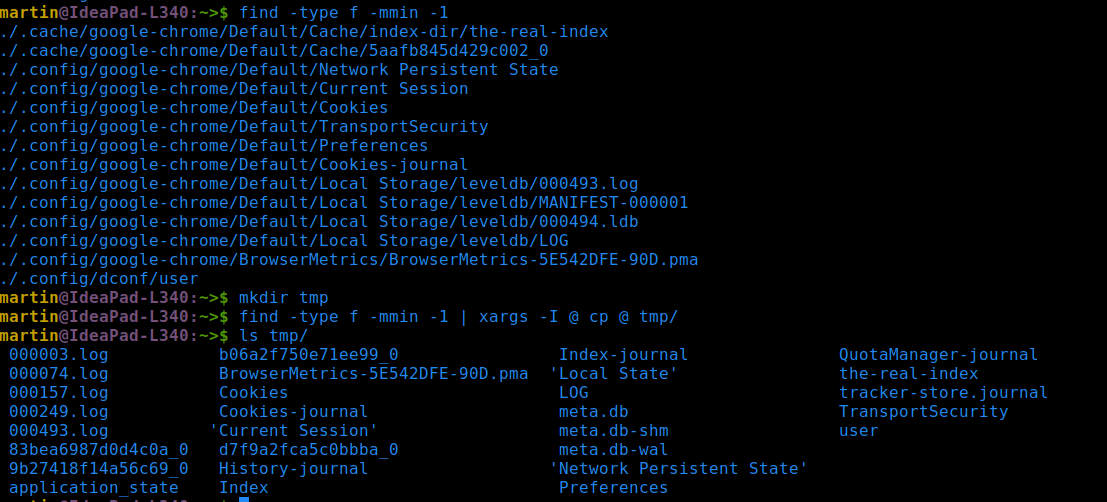 martin@IdeaPad-L340:~>$ find -type f -mmin -1
./.cache/google-chrome/Default/Cache/index-dir/the-real-index
./.cache/google-chrome/Default/Cache/5aafb845d429c002_0
./.config/google-chrome/Default/Network Persistent State
./.config/google-chrome/Default/Current Session
./.config/google-chrome/Default/Cookies
./.config/google-chrome/Default/TransportSecurity
./.config/google-chrome/Default/Preferences
./.config/google-chrome/Default/Cookies-journal
./.config/google-chrome/Default/Local Storage/leveldb/000493.log
./.config/google-chrome/Default/Local Storage/leveldb/MANIFEST-000001
./.config/google-chrome/Default/Local Storage/leveldb/000494.ldb
./.config/google-chrome/Default/Local Storage/leveldb/LOG
./.config/google-chrome/BrowserMetrics/BrowserMetrics-5E542DFE-90D.pma
./.config/dconf/user
martin@IdeaPad-L340:~>$ mkdir tmp
martin@IdeaPad-L340:~>$ find -type f -mmin -1 | xargs -I @ cp @ tmp/
martin@IdeaPad-L340:~>$ ls tmp/
000003.log b06a2f750e71ee99_0 Index-journal QuotaManager-journal
000074.log BrowserMetrics-5E542DFE-90D.pma 'Local State' the-real-index
000157.log Cookies LOG tracker-store.journal
000249.log Cookies-journal meta.db TransportSecurity
000493.log 'Current Session' meta.db-shm user
83bea6987d0d4c0a_0 d7f9a2fca5c0bbba_0 meta.db-wal
9b27418f14a56c69_0 History-journal 'Network Persistent State'
application_state Index Preferences
martin@IdeaPad-L340:~>$